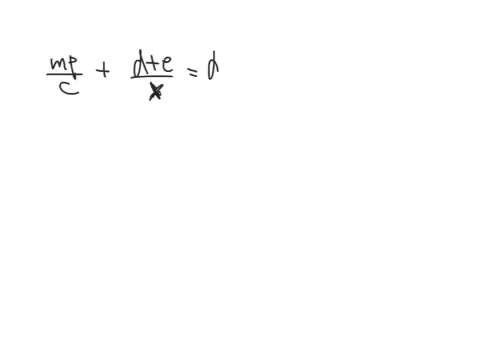 mp/c + (d+e)/x = d